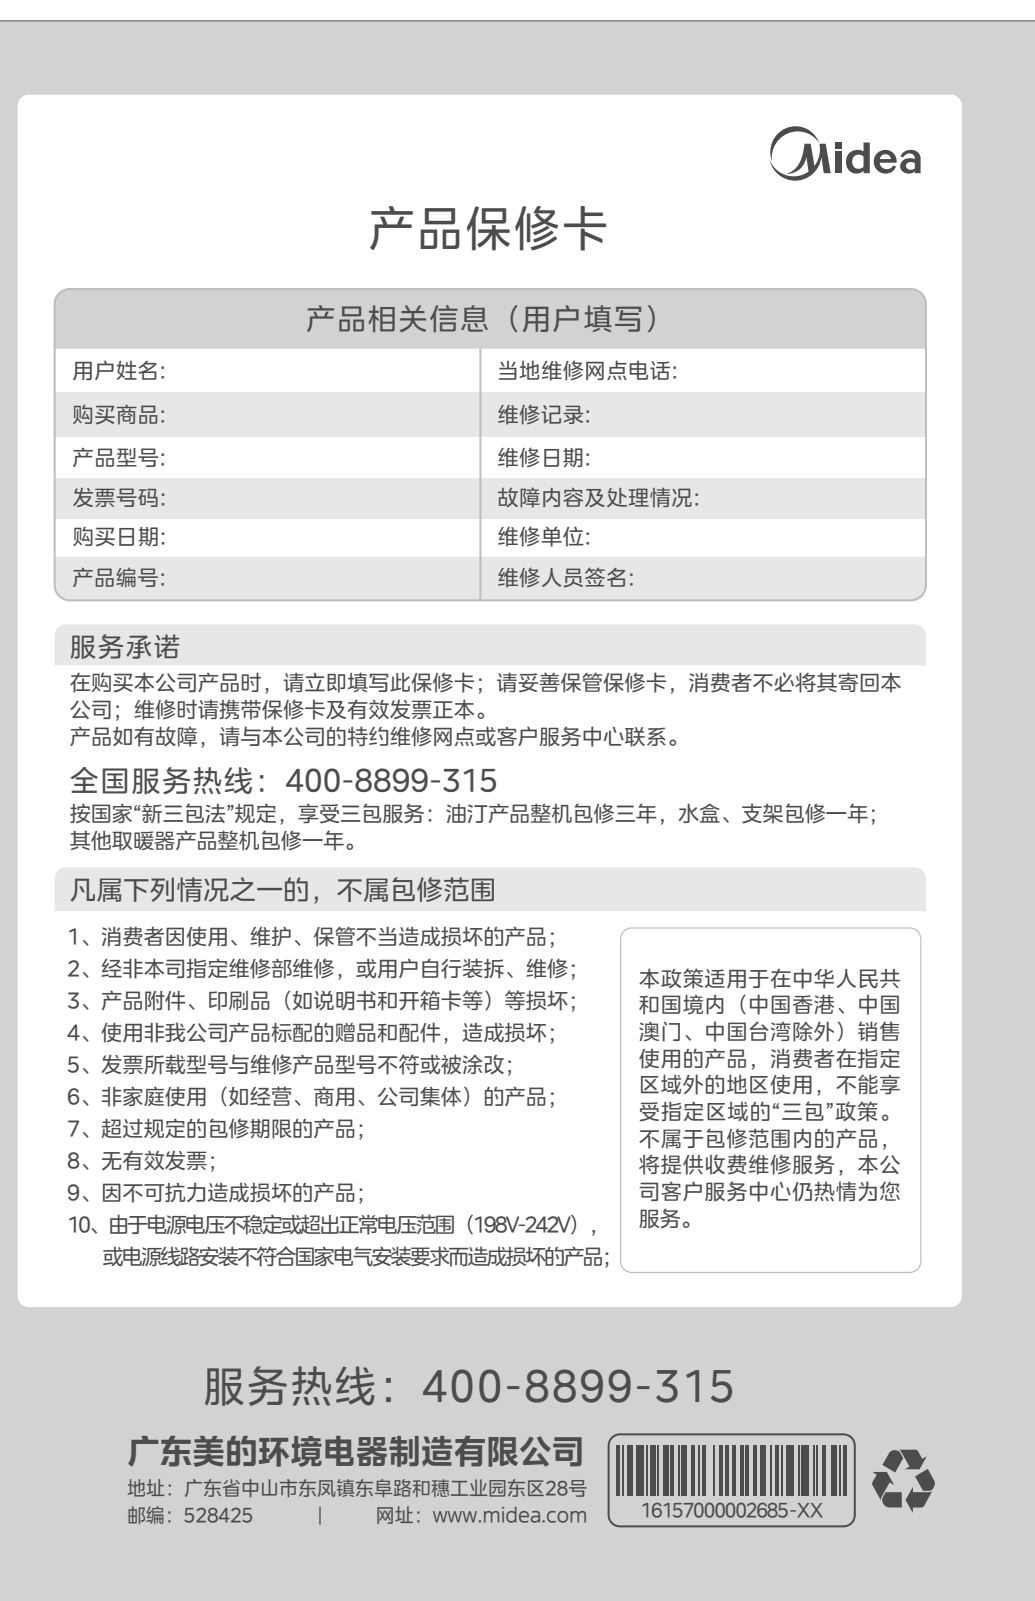 Midea
产品保修卡
产品相关信息（用户填写）
用户姓名:
当地维修网点电话:
购买商品:
维修记录:
产品型号:
维修日期:
发票号码:
故障内容及处理情况:
购买日期:
维修单位:
产品编号:
维修人员签名:
服务承诺
在购买本公司产品时，请立即填写此保修卡；请妥善保管保修卡，消费者不必将其寄回本
公司；维修时请携带保修卡及有效发票正本。
产品如有故障，请与本公司的特约维修网点或客户服务中心联系。
全国服务热线：400-8899-315
按国家“新三包法”规定，享受三包服务：油汀产品整机包修三年，水盒、支架包修一年；
其他取暖器产品整机包修一年。
凡属下列情况之一的，不属包修范围
1、消费者因使用、维护、保管不当造成损坏的产品；
2、经非本司指定维修部维修，或用户自行装拆、维修；
3、产品附件、印刷品（如说明书和开箱卡等）等损坏；
4、使用非我公司产品标配的赠品和配件，造成损坏；
5、发票所载型号与维修产品型号不符或被涂改；
6、非家庭使用（如经营、商用、公司集体）的产品；
7、超过规定的包修期限的产品；
8、无有效发票；
9、因不可抗力造成损坏的产品；
10、由于电源电压不稳定或超出正常电压范围（198V-242V），
或电源线路安装不符合国家电气安装要求而造成损坏的产品；
本政策适用于在中华人民共
和国境内（中国香港、中国
澳门、中国台湾除外）销售
使用的产品，消费者在指定
区域外的地区使用，不能享
受指定区域的“三包”政策。
不属于包修范围内的产品，
将提供收费维修服务，本公
司客户服务中心仍热情为您
服务。
服务热线：400-8899-315
广东美的环境电器制造有限公司
地址：广东省中山市东凤镇东阜路和穗工业园东区28号
邮编：528425 | 网址：www.midea.com
16157000002685-XX